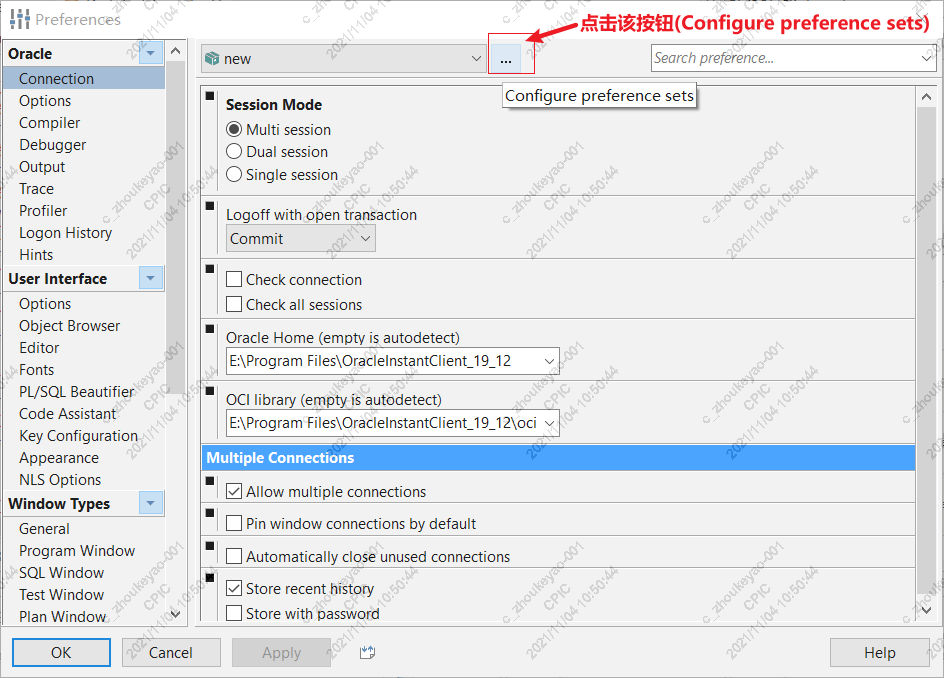 Preferences
点击该按钮(Configure preference sets)
Oracle
Connection
Options
Compiler
Debugger
Output
Trace
Profiler
Logon History
Hints
User Interface
Options
Object Browser
Editor
Fonts
PL/SQL Beautifier
Code Assistant
Key Configuration
Appearance
NLS Options
Window Types
General
Program Window
SQL Window
Test Window
Plan Window
new
...
Search preference...
Configure preference sets
Session Mode
Multi session
Dual session
Single session
Logoff with open transaction
Commit
Check connection
Check all sessions
Oracle Home (empty is autodetect)
E:\Program Files\OracleInstantClient_19_12
OCI library (empty is autodetect)
E:\Program Files\OracleInstantClient_19_12\oci
Multiple Connections
Allow multiple connections
Pin window connections by default
Automatically close unused connections
Store recent history
Store with password
OK
Cancel
Apply
Help
c_zhoukeyao-001
CPIC
2021/11/04 10:50:44